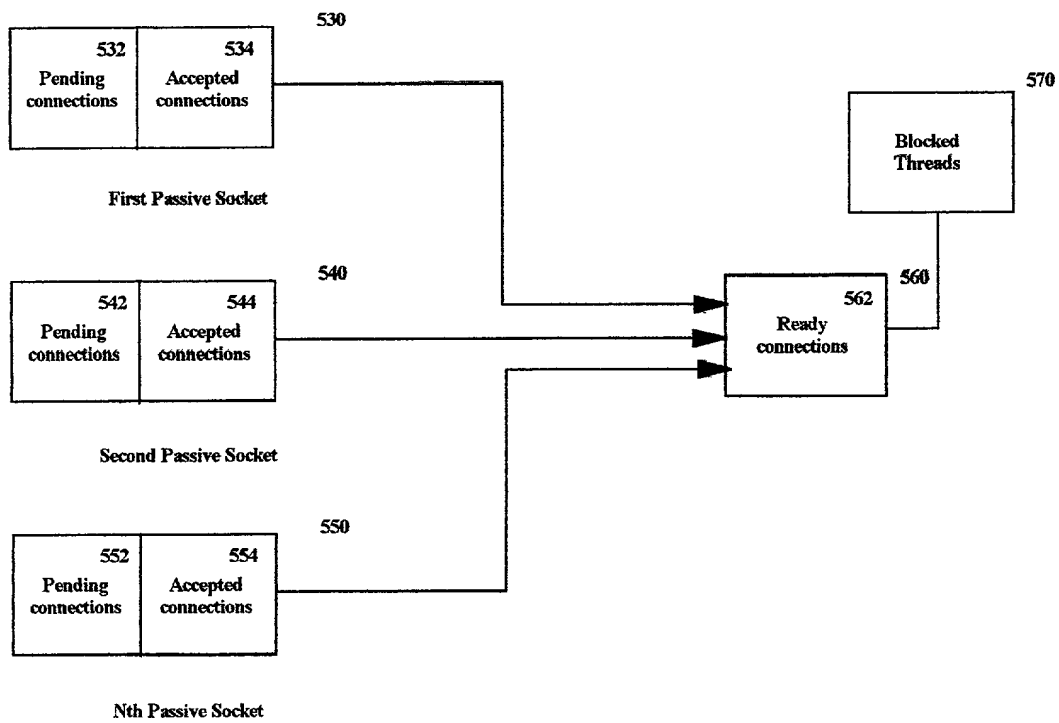 530
532
534
Pending
connections
Accepted
connections
First Passive Socket
570
Blocked
Threads
540
542
544
Pending
connections
Accepted
connections
Second Passive Socket
560
562
Ready
connections
550
552
554
Pending
connections
Accepted
connections
Nth Passive Socket